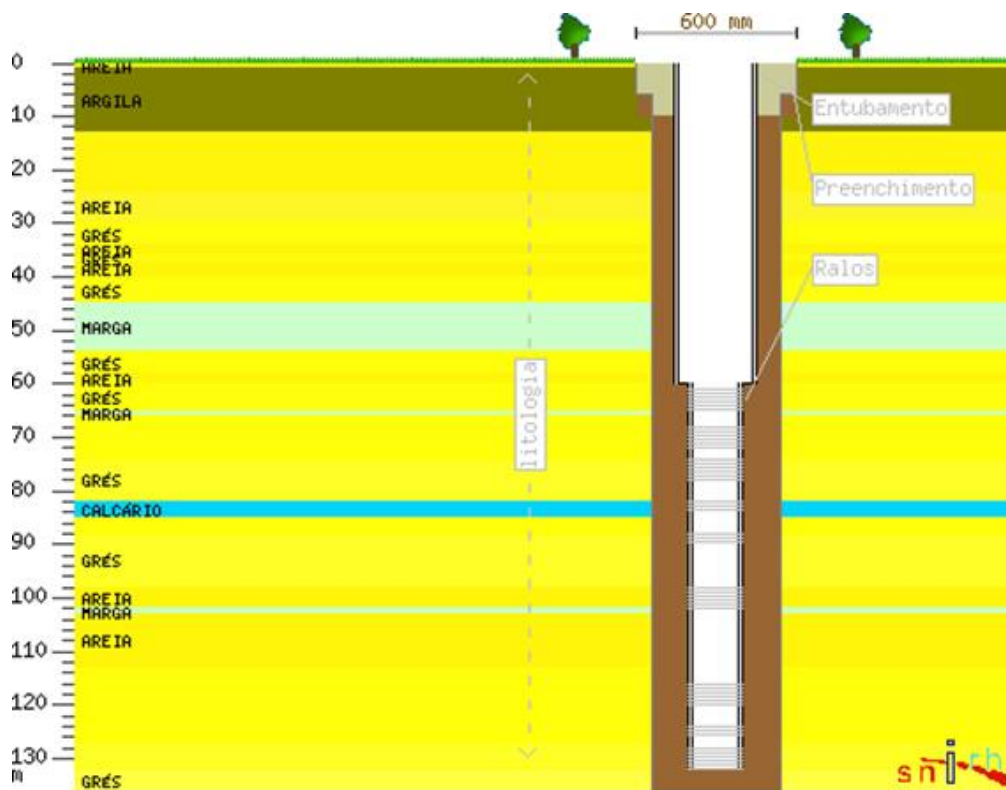 600 mm
0
AREIA
ARGILA
10
Entubamento
20
Preenchimento
AREIA
30
GRÉS
AREIA
GRÉS
AREIA
Ralos
40
GRÉS
50
MARGA
GRÉS
AREIA
60
GRÉS
MARGA
litologia
70
GRÉS
80
CALCÁRIO
90
GRÉS
100
AREIA
MARGA
AREIA
110
120
130
m
GRÉS
snirh